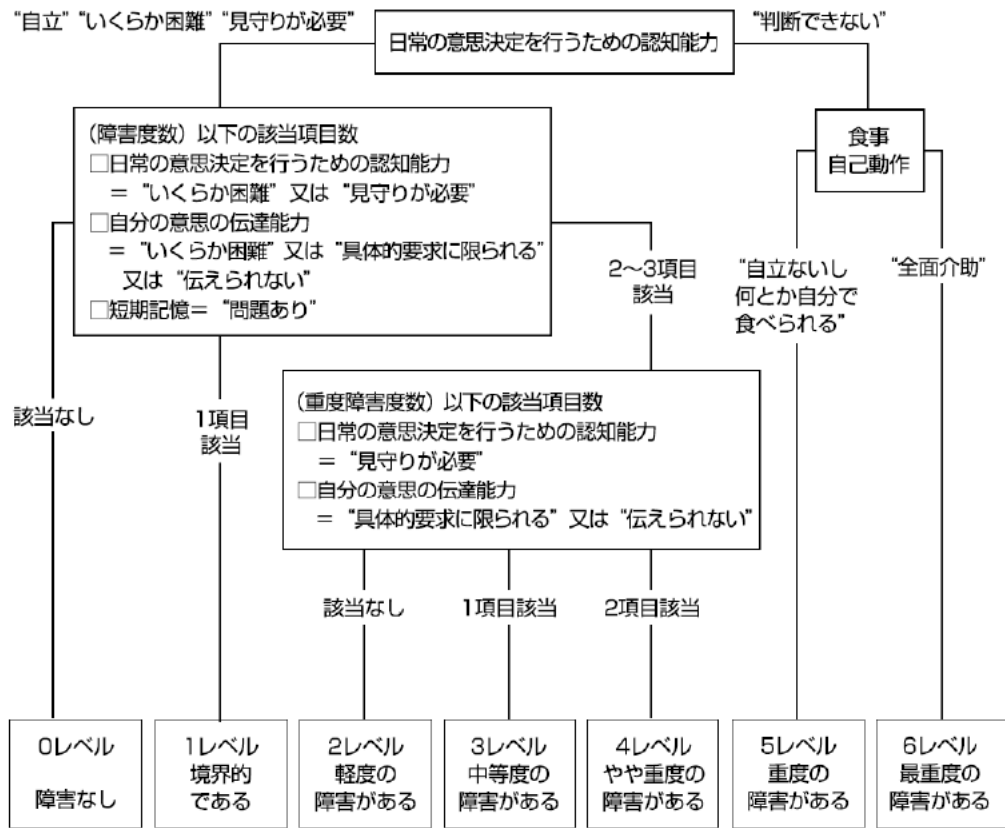 “自立”“いくらか困難”“見守りが必要”
日常の意思決定を行うための認知能力
“判断できない”
（障害度数）以下の該当項目数
□日常の意思決定を行うための認知能力
＝“いくらか困難”又は“見守りが必要”
□自分の意思の伝達能力
＝“いくらか困難”又は“具体的要求に限られる”
又は“伝えられない”
□短期記憶＝“問題あり”
食事
自己動作
2〜3項目
該当
“自立ないし
何とか自分で
食べられる”
“全面介助”
該当なし
1項目
該当
（重度障害度数）以下の該当項目数
□日常の意思決定を行うための認知能力
＝“見守りが必要”
□自分の意思の伝達能力
＝“具体的要求に限られる”又は“伝えられない”
該当なし
1項目該当
2項目該当
0レベル
障害なし
1レベル
境界的
である
2レベル
軽度の
障害がある
3レベル
中等度の
障害がある
4レベル
やや重度の
障害がある
5レベル
重度の
障害がある
6レベル
最重度の
障害がある